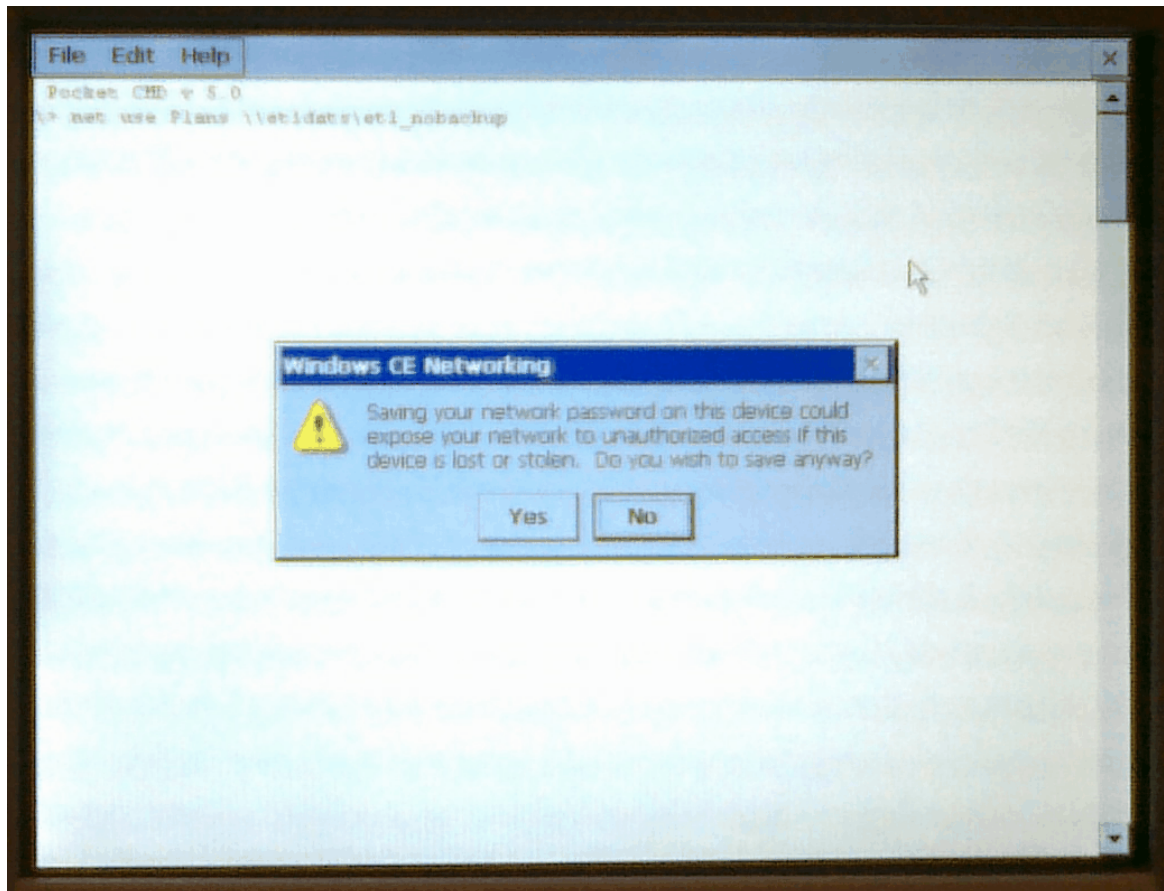 File Edit Help
Pocket CMD v 5.0
\> net use Plans \\etidats\eti_nobackup
Windows CE Networking
Saving your network password on this device could
expose your network to unauthorized access if this
device is lost or stolen. Do you wish to save anyway?
Yes No